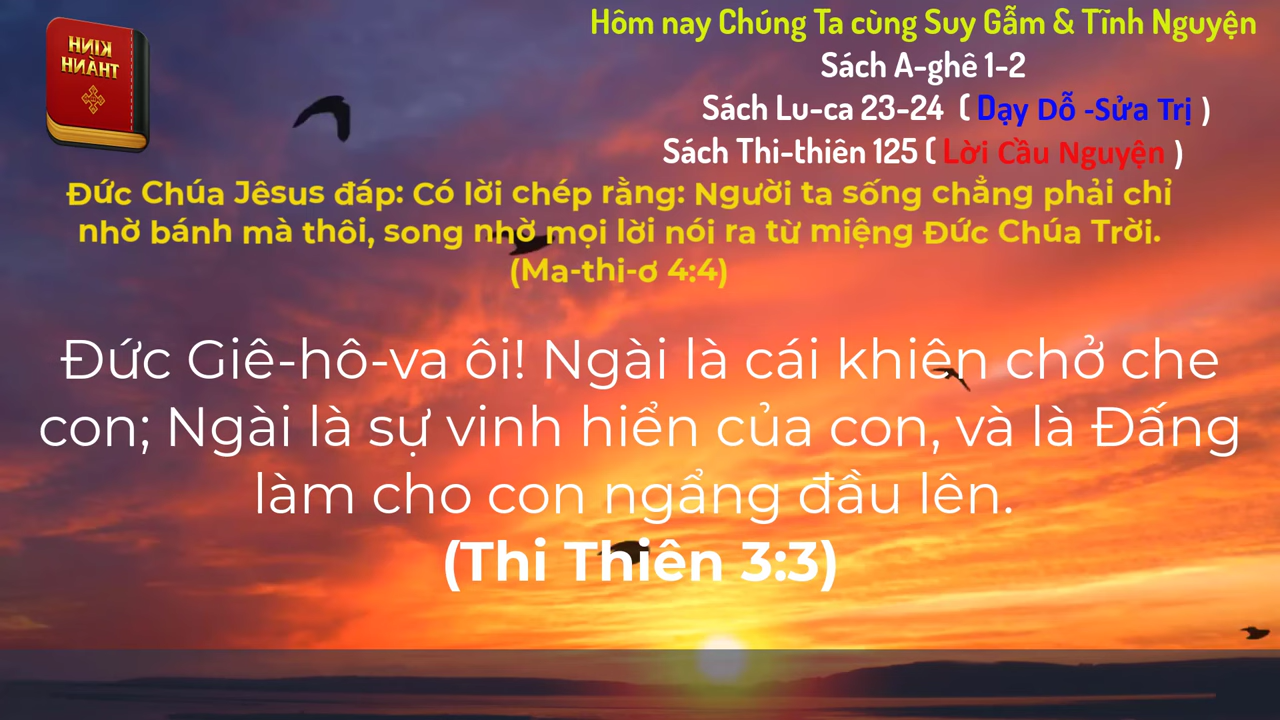 KINH
THÀNH
Hôm nay Chúng Ta cùng Suy Gẫm & Tĩnh Nguyện
Sách A-ghê 1-2
Sách Lu-ca 23-24 ( Dạy Dỗ -Sửa Trị )
Sách Thi-thiên 125 ( Lời Cầu Nguyện )
Đức Chúa Jêsus đáp: Có lời chép rằng: Người ta sống chẳng phải chỉ
nhờ bánh mà thôi, song nhờ mọi lời nói ra từ miệng Đức Chúa Trời.
(Ma-thi-ơ 4:4)
Đức Giê-hô-va ôi! Ngài là cái khiên chở che
con; Ngài là sự vinh hiển của con, và là Đấng
làm cho con ngẩng đầu lên.
(Thi Thiên 3:3)